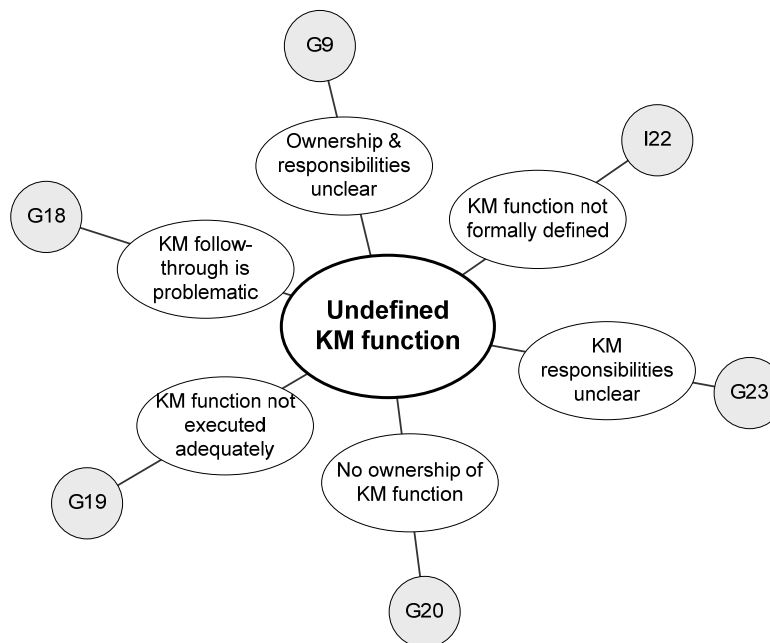 G9
Ownership &
responsibilities
unclear
I22
KM function not
formally defined
G18
KM follow-
through is
problematic
Undefined
KM function
KM
responsibilities
unclear
G23
KM function not
executed
adequately
No ownership of
KM function
G19
G20